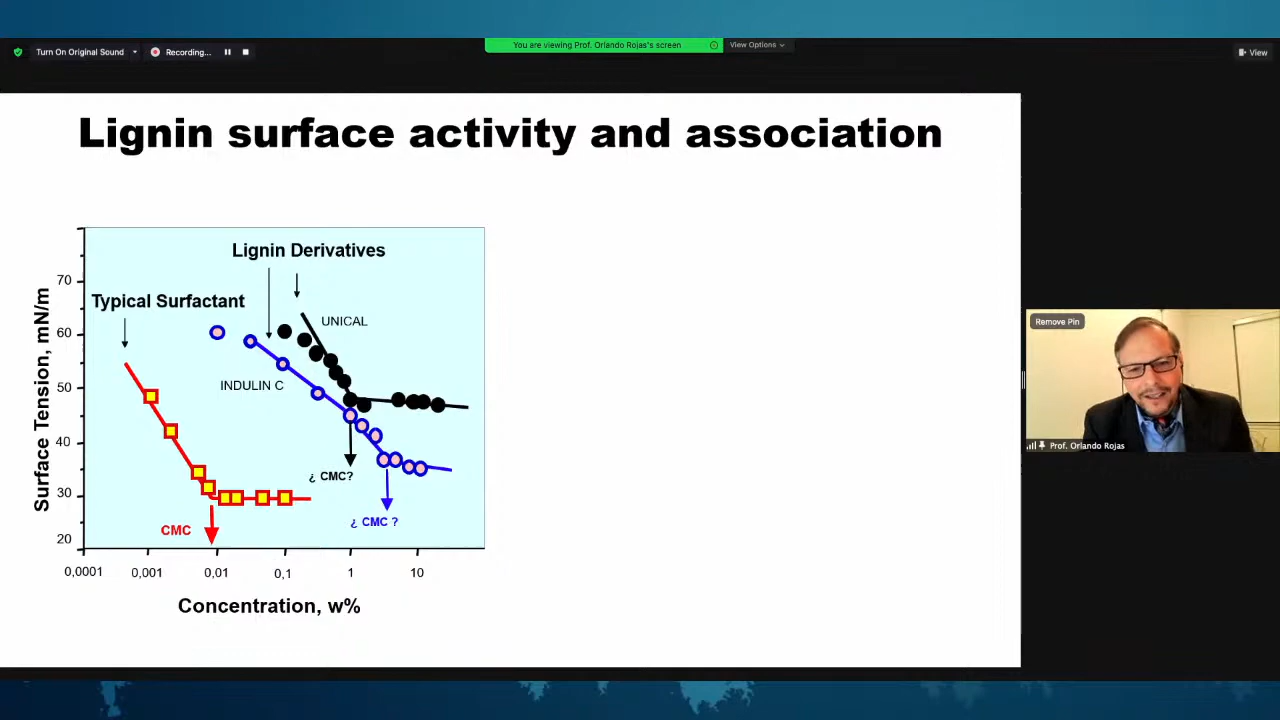 Turn On Original Sound
Recording...
You are viewing Prof. Orlando Rojas's screen
View Options
View
Lignin surface activity and association
Lignin Derivatives
Typical Surfactant
UNICAL
INDULIN C
¿ CMC?
¿ CMC ?
CMC
Surface Tension, mN/m
70
60
50
40
30
20
0,0001
0,001
0,01
0,1
1
10
Concentration, w%
Remove Pin
Prof. Orlando Rojas